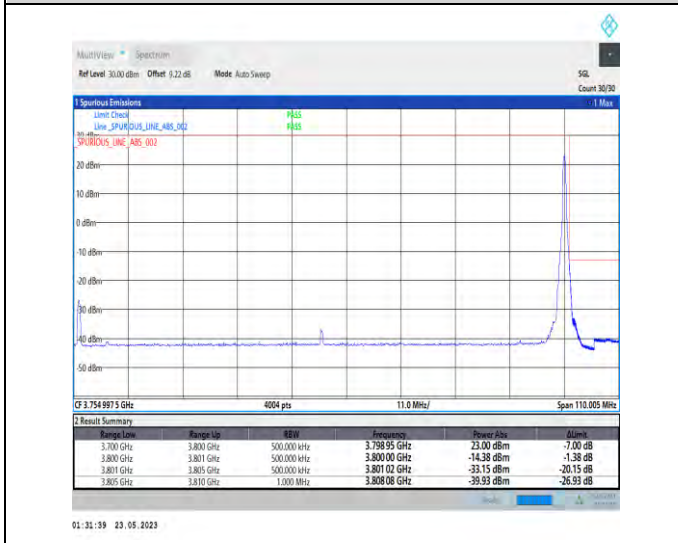 MultiView Spectrum
Ref Level 30.00 dBm Offset 9.22 dB Mode Auto Sweep SGL
Count 30/30
1 Spurious Emissions 1 Max
Limit Check PASS
Line _SPURIOUS_LINE_ABS_002 PASS
_SPURIOUS_LINE_ABS_002
20 dBm
10 dBm
0 dBm
-10 dBm
-20 dBm
-30 dBm
-40 dBm
-50 dBm
CF 3.754 997 5 GHz 4004 pts 11.0 MHz/ Span 110.005 MHz
2 Result Summary
Range Low Range Up RBW Frequency Power Abs ΔLimit
3.700 GHz 3.800 GHz 500.000 kHz 3.798 95 GHz 23.00 dBm -7.00 dB
3.800 GHz 3.801 GHz 500.000 kHz 3.800 00 GHz -14.38 dBm -1.38 dB
3.801 GHz 3.805 GHz 500.000 kHz 3.801 02 GHz -33.15 dBm -20.15 dB
3.805 GHz 3.810 GHz 1.000 MHz 3.808 08 GHz -39.93 dBm -26.93 dB
01:31:39 23.05.2023